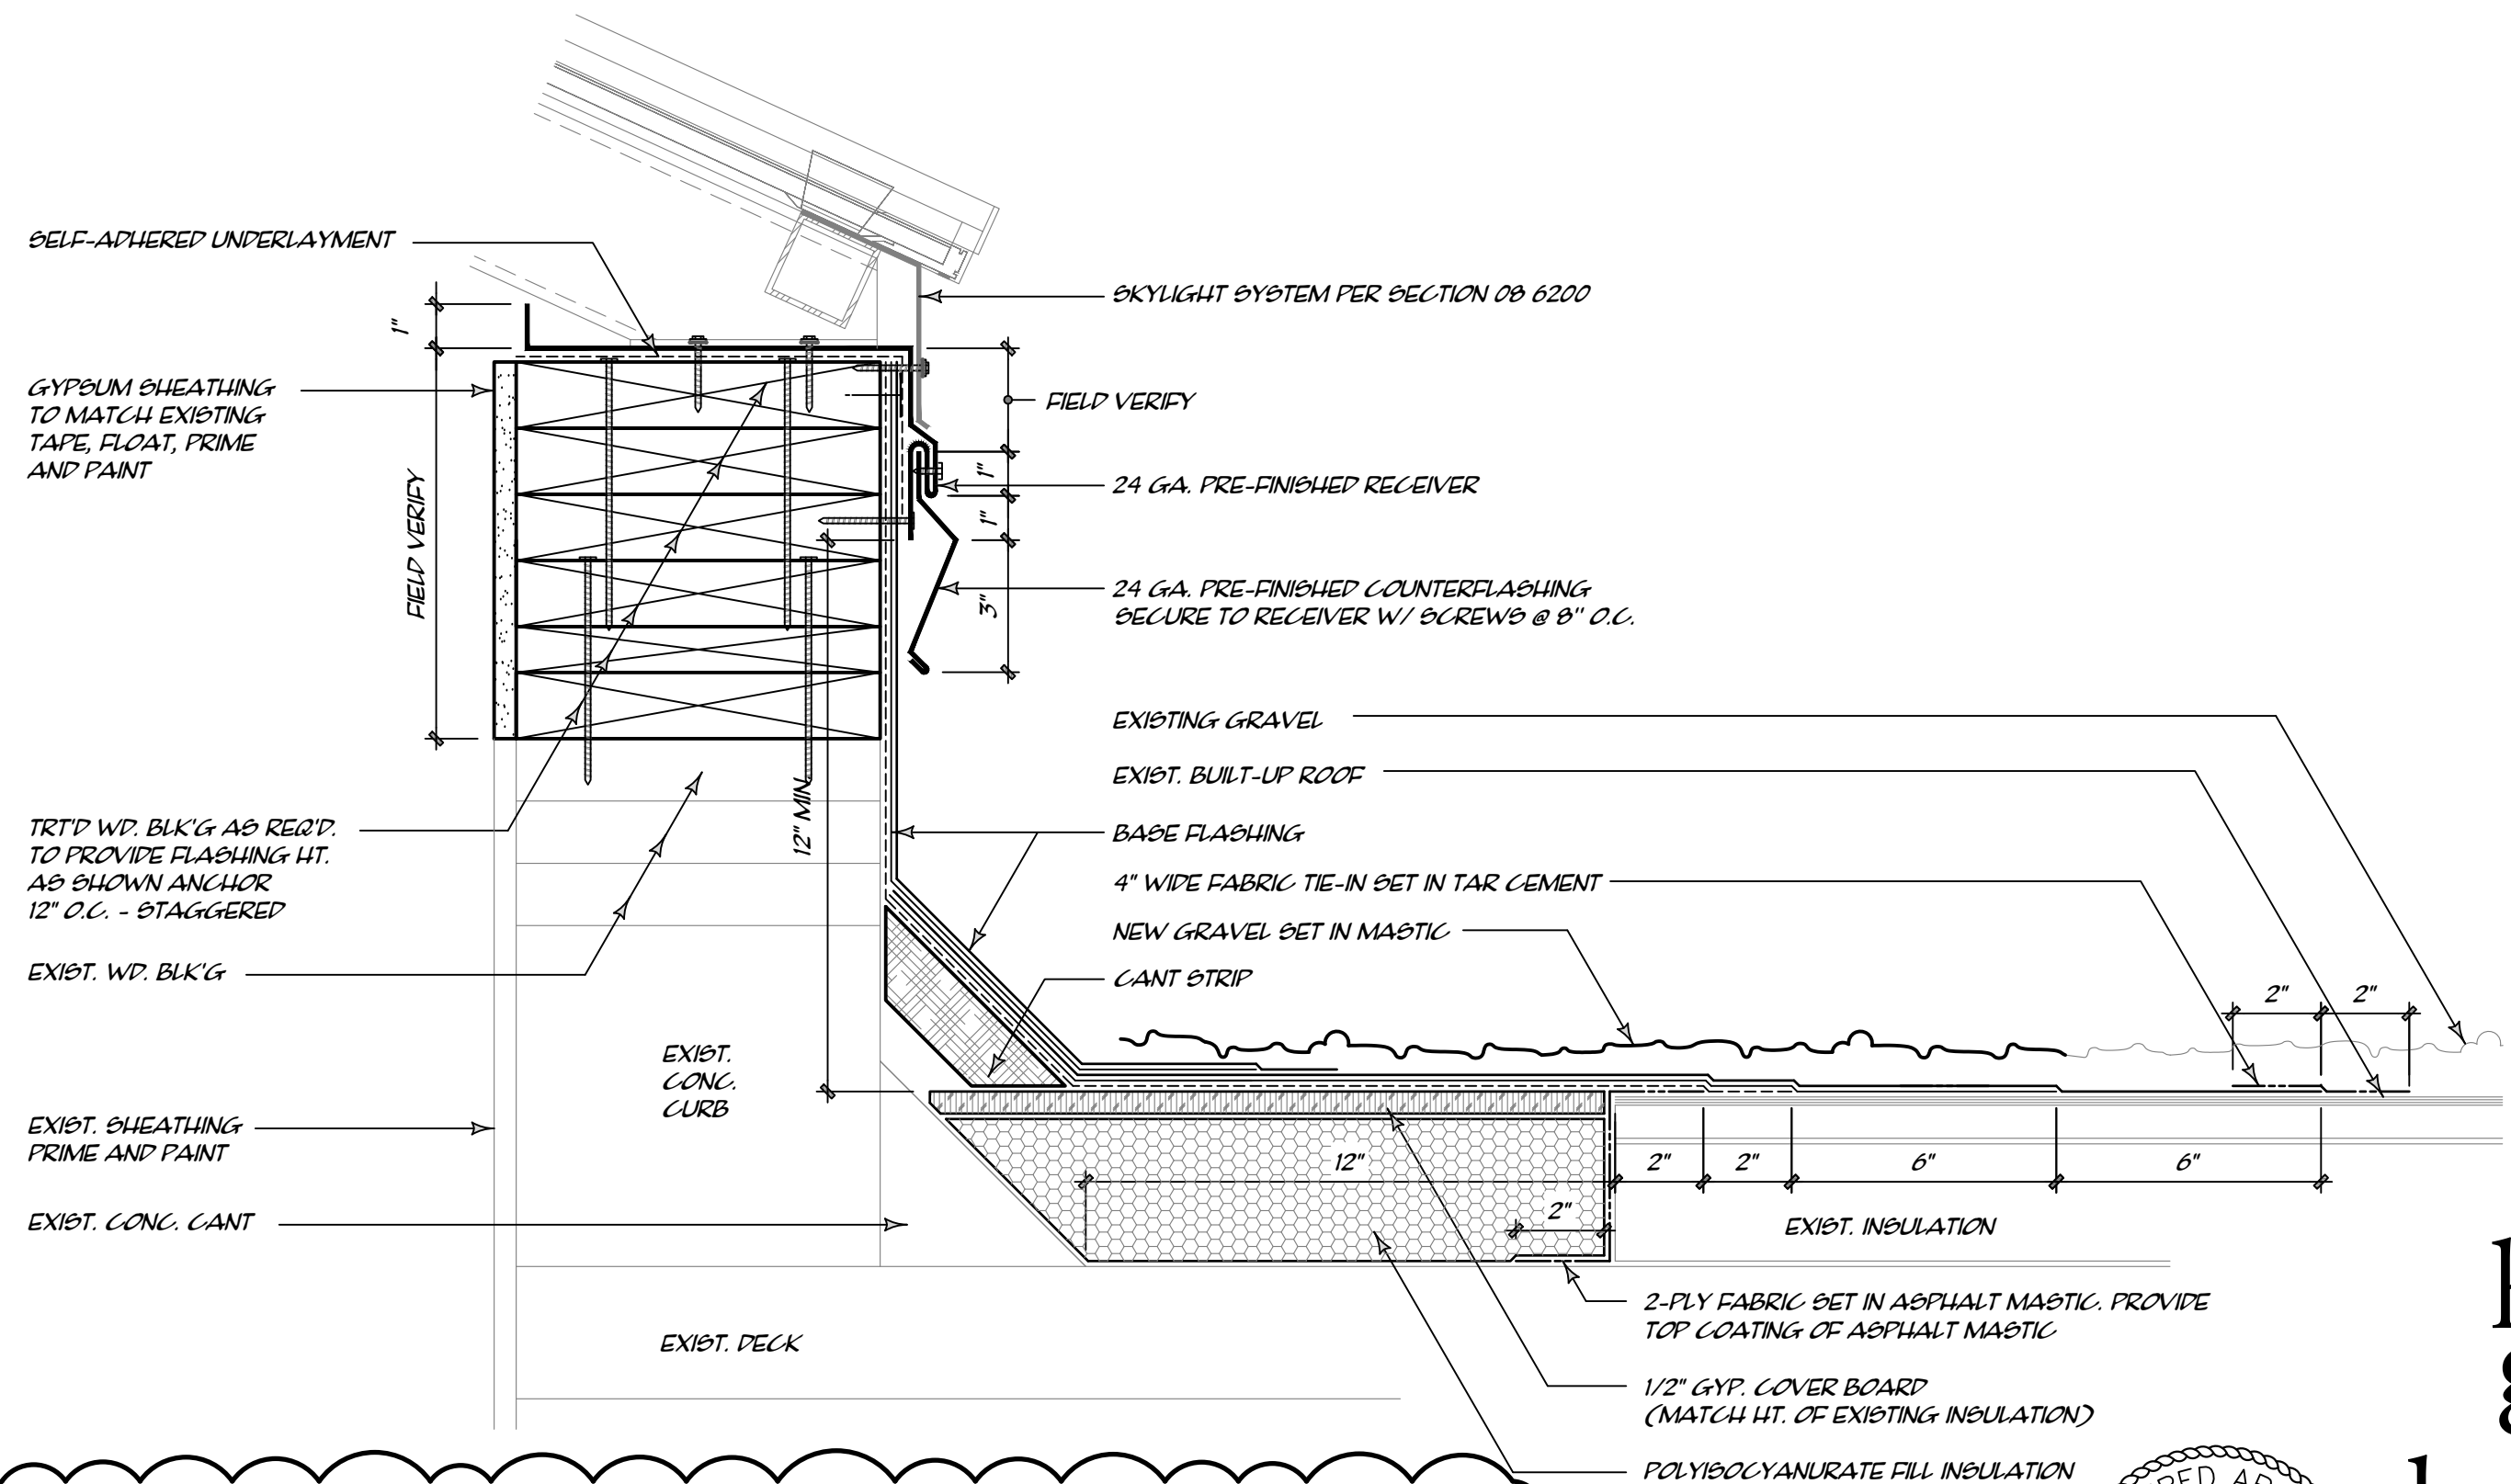 SELF-ADHERED UNDERLAYMENT
1"
GYPSUM SHEATHING
TO MATCH EXISTING
TAPE, FLOAT, PRIME
AND PAINT
FIELD VERIFY
TRT'D WD. BLK'G AS REQ'D.
TO PROVIDE FLASHING HT.
AS SHOWN ANCHOR
12" O.C. - STAGGERED
EXIST. WD. BLK'G
EXIST. SHEATHING
PRIME AND PAINT
EXIST. CONC. CANT
12" MIN.
EXIST.
CONC.
CURB
EXIST. DECK
SKYLIGHT SYSTEM PER SECTION 08 6200
FIELD VERIFY
1"
24 GA. PRE-FINISHED RECEIVER
1"
24 GA. PRE-FINISHED COUNTERFLASHING
SECURE TO RECEIVER W/ SCREWS @ 8" O.C.
3"
EXISTING GRAVEL
EXIST. BUILT-UP ROOF
BASE FLASHING
4" WIDE FABRIC TIE-IN SET IN TAR CEMENT
NEW GRAVEL SET IN MASTIC
CANT STRIP
2" 2"
12" 2" 2" 6" 6"
2"
EXIST. INSULATION
2-PLY FABRIC SET IN ASPHALT MASTIC. PROVIDE
TOP COATING OF ASPHALT MASTIC
1/2" GYP. COVER BOARD
(MATCH HT. OF EXISTING INSULATION)
POLYISOCYANURATE FILL INSULATION